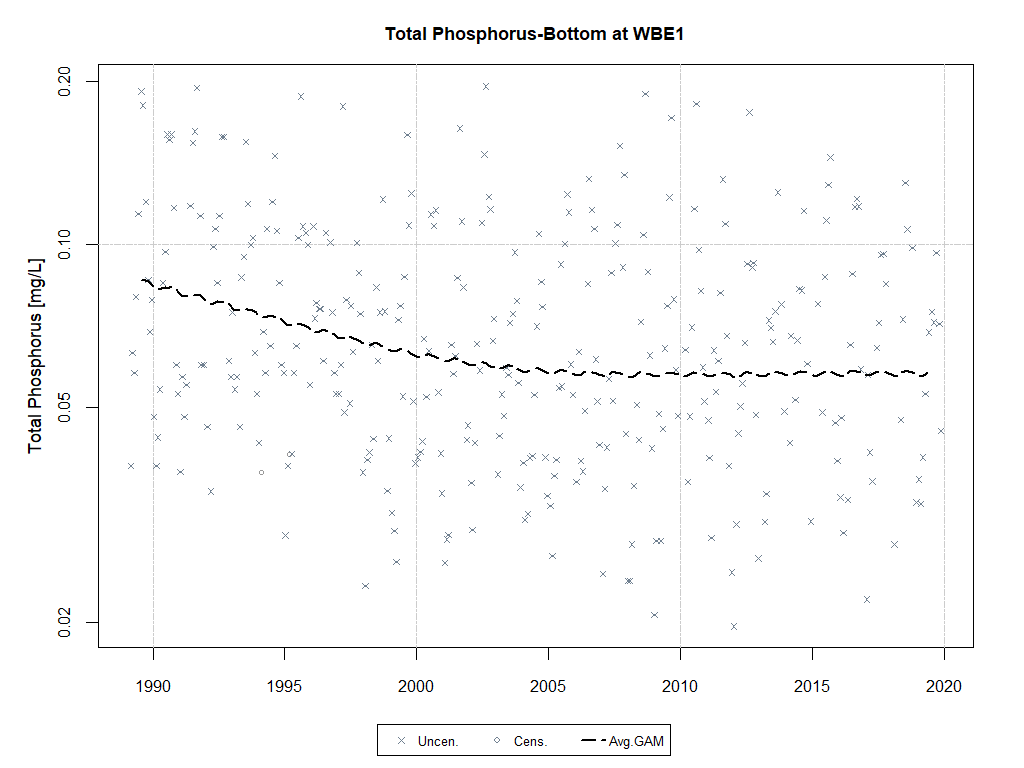 Total Phosphorus-Bottom at WBE1
Total Phosphorus [mg/L]
0.20
0.10
0.05
0.02
1990 1995 2000 2005 2010 2015 2020
Uncen. Cens. Avg.GAM